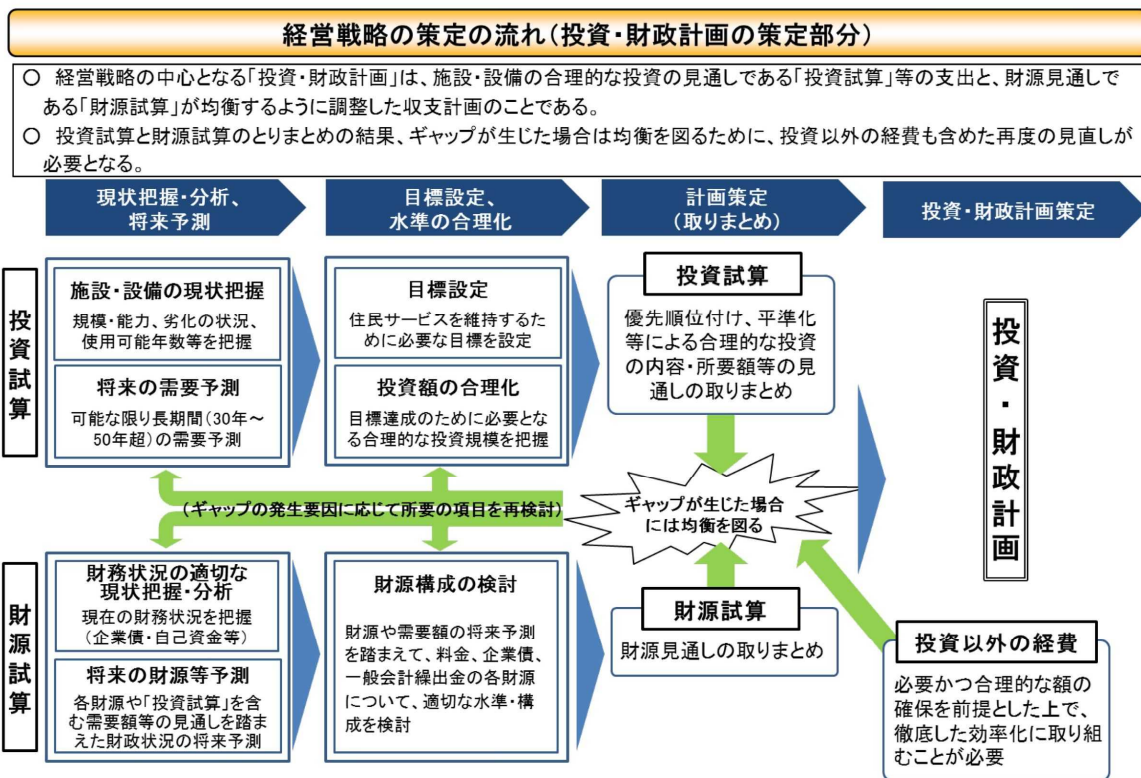 経営戦略の策定の流れ(投資・財政計画の策定部分)
○ 経営戦略の中心となる「投資・財政計画」は、施設・設備の合理的な投資の見通しである「投資試算」等の支出と、財源見通しで
ある「財源試算」が均衡するように調整した収支計画のことである。
○ 投資試算と財源試算のとりまとめの結果、ギャップが生じた場合は均衡を図るために、投資以外の経費も含めた再度の見直しが
必要となる。
現状把握・分析、
将来予測
目標設定、
水準の合理化
計画策定
(取りまとめ)
投資・財政計画策定
投資試算
施設・設備の現状把握
規模・能力、劣化の状況、
使用可能年数等を把握
将来の需要予測
可能な限り長期間(30年～
50年超)の需要予測
目標設定
住民サービスを維持するた
めに必要な目標を設定
投資額の合理化
目標達成のために必要とな
る合理的な投資規模を把握
投資試算
優先順位付け、平準化
等による合理的な投資
の内容・所要額等の見
通しの取りまとめ
投資・財政計画
(ギャップの発生要因に応じて所要の項目を再検討)
ギャップが生じた場合
には均衡を図る
財源試算
財務状況の適切な
現状把握・分析
現在の財務状況を把握
(企業債・自己資金等)
将来の財源等予測
各財源や「投資試算」を含
む需要額等の見通しを踏ま
えた財政状況の将来予測
財源構成の検討
財源や需要額の将来予測
を踏まえて、料金、企業債、
一般会計繰出金の各財源
について、適切な水準・構
成を検討
財源試算
財源見通しの取りまとめ
投資以外の経費
必要かつ合理的な額の
確保を前提とした上で、
徹底した効率化に取り組
むことが必要